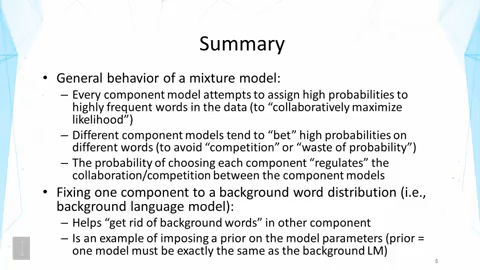 Summary
• General behavior of a mixture model:
– Every component model attempts to assign high probabilities to
highly frequent words in the data (to “collaboratively maximize
likelihood”)
– Different component models tend to “bet” high probabilities on
different words (to avoid “competition” or “waste of probability”)
– The probability of choosing each component “regulates” the
collaboration/competition between the component models
• Fixing one component to a background word distribution (i.e.,
background language model):
– Helps “get rid of background words” in other component
– Is an example of imposing a prior on the model parameters (prior =
one model must be exactly the same as the background LM)